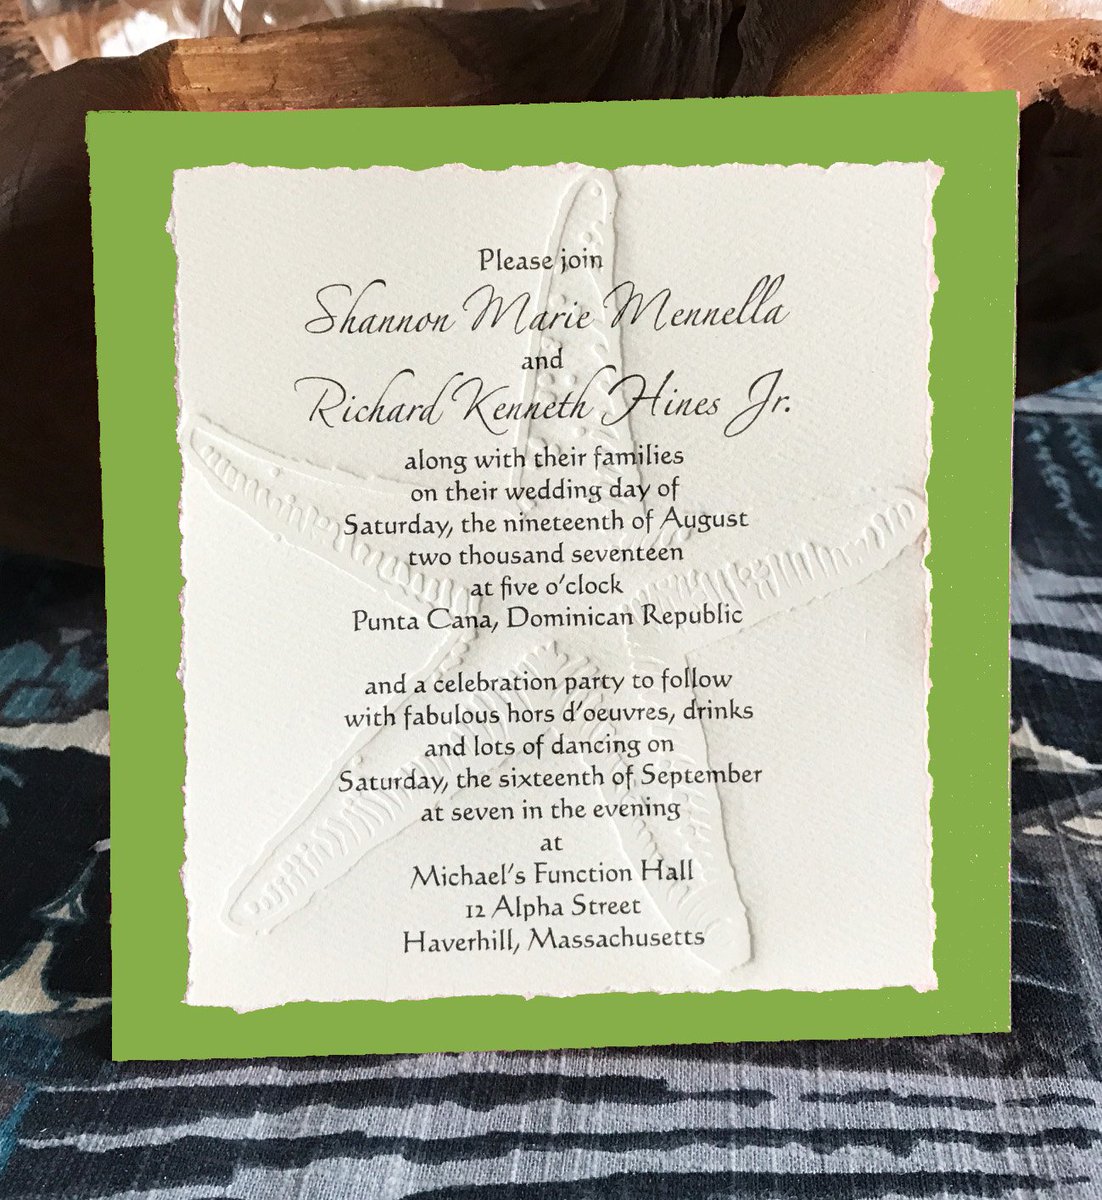 Please join
Shannon Marie Mennella
and
Richard Kenneth Hines Jr.
along with their families
on their wedding day of
Saturday, the nineteenth of August
two thousand seventeen
at five o'clock
Punta Cana, Dominican Republic
and a celebration party to follow
with fabulous hors d'oeuvres, drinks
and lots of dancing on
Saturday, the sixteenth of September
at seven in the evening
at
Michael's Function Hall
12 Alpha Street
Haverhill, Massachusetts